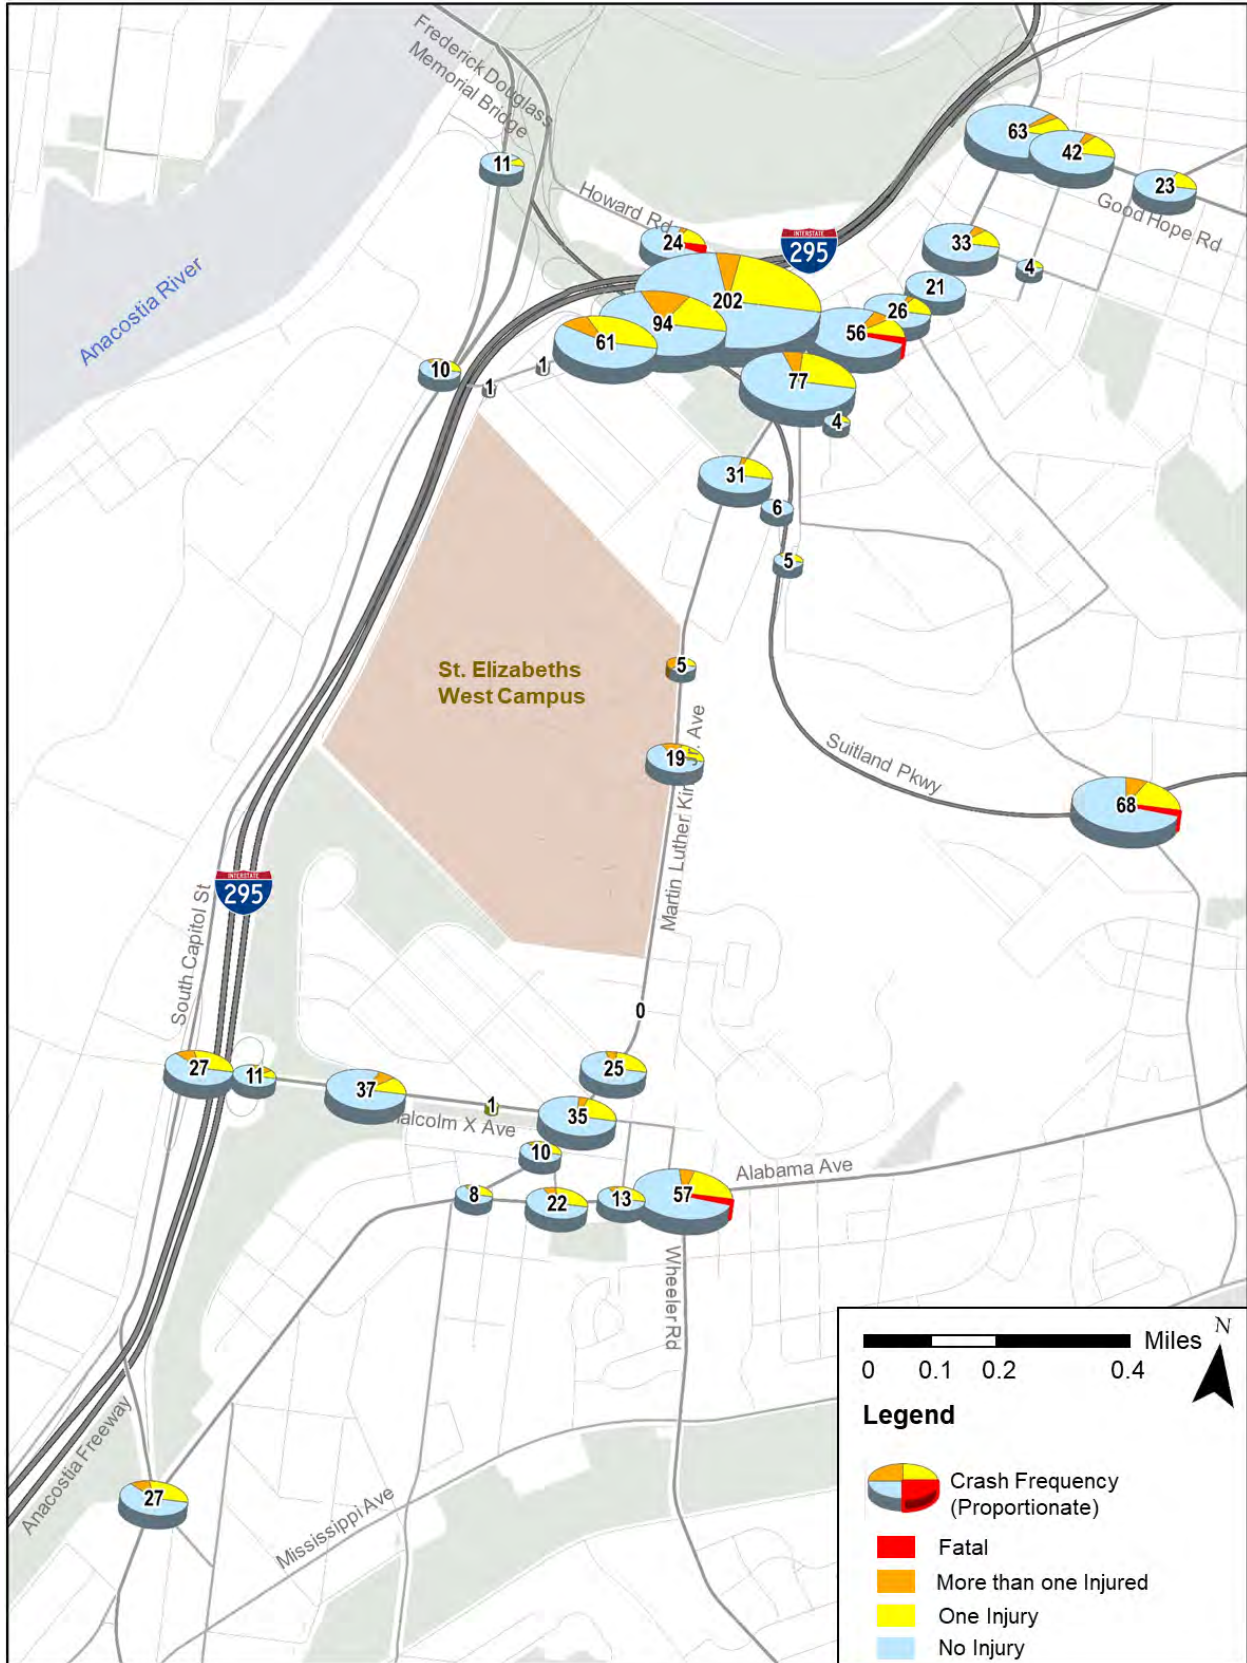 Frederick Douglass
Memorial Bridge
63
42
11
23
Howard Rd
Good Hope Rd
24
INTERSTATE
295
33
4
Anacostia River
202
21
26
94
56
61
10
1
1
77
4
31
6
5
St. Elizabeths
West Campus
5
19
Martin Luther Kin
Jr. Ave
Suitland Pkwy
68
INTERSTATE
295
South Capitol St
0
27
11
37
25
1
35
alcolm X Ave
10
Alabama Ave
8
22
13
57
Wheeler Rd
Anacostia Freeway
27
Mississippi Ave
Miles
N
0 0.1 0.2 0.4
Legend
Crash Frequency
(Proportionate)
Fatal
More than one Injured
One Injury
No Injury